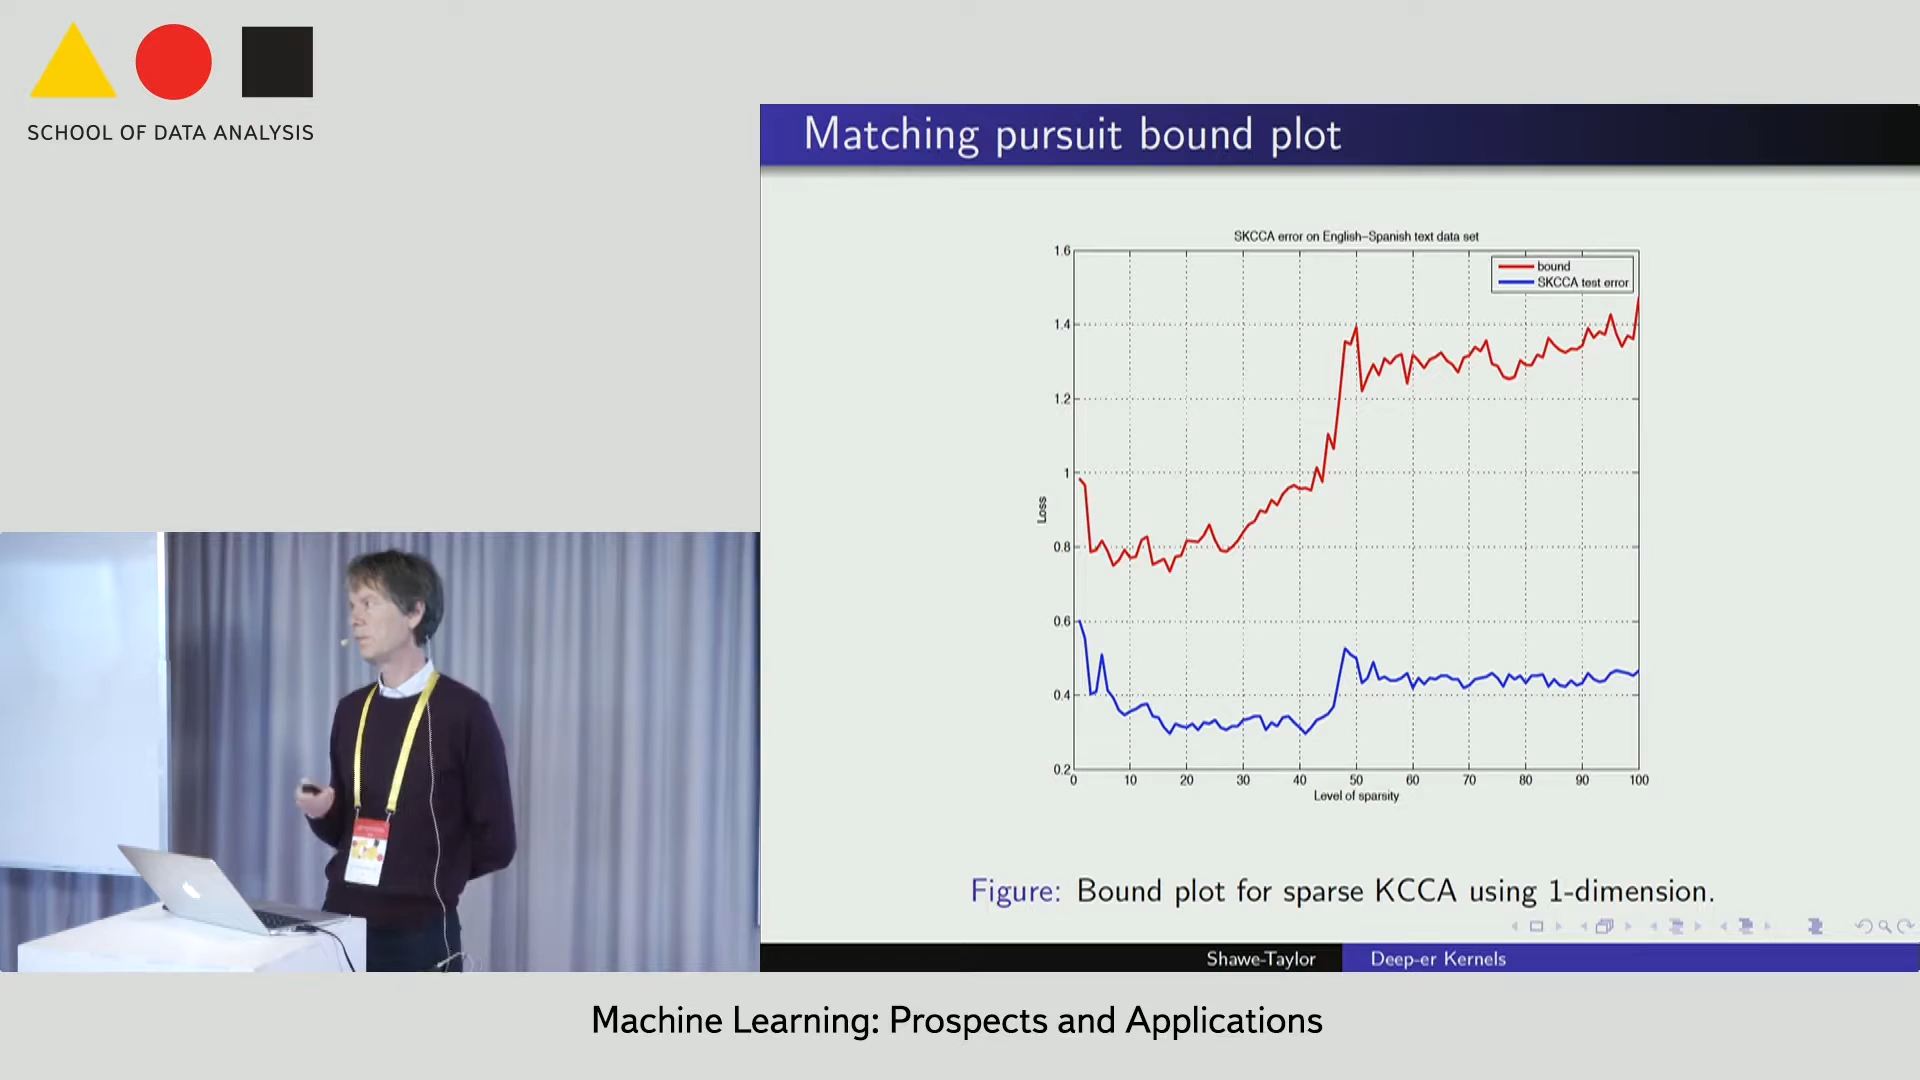 SCHOOL OF DATA ANALYSIS
Matching pursuit bound plot
SKCCA error on English–Spanish text data set
bound
SKCCA test error
Loss
1.6
1.4
1.2
1
0.8
0.6
0.4
0.2
0 10 20 30 40 50 60 70 80 90 100
Level of sparsity
Figure: Bound plot for sparse KCCA using 1-dimension.
Shawe-Taylor Deep-er Kernels
Machine Learning: Prospects and Applications